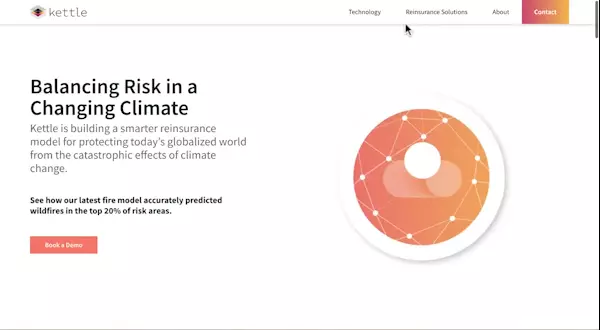 kettle
Technology
Reinsurance Solutions
About
Contact
Balancing Risk in a
Changing Climate
Kettle is building a smarter reinsurance
model for protecting today's globalized world
from the catastrophic effects of climate
change.
See how our latest fire model accurately predicted
wildfires in the top 20% of risk areas.
Book a Demo